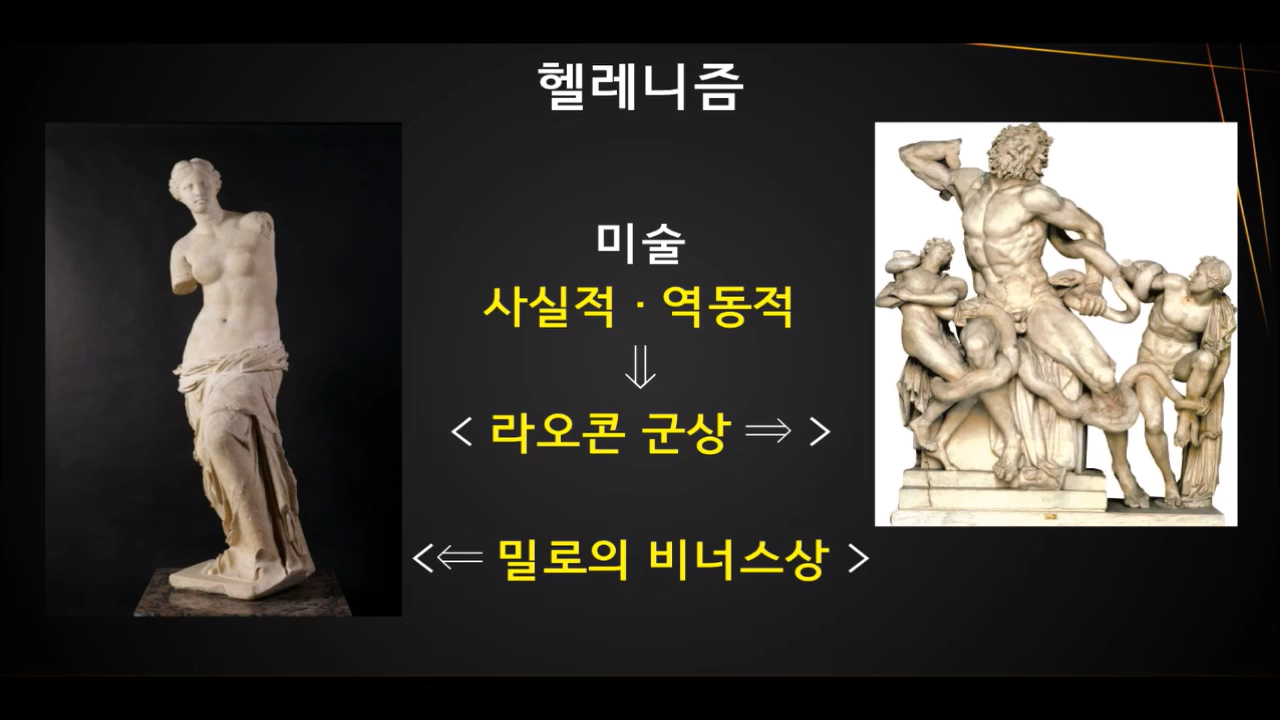 헬레니즘
미술
사실적 · 역동적
⇓
< 라오콘 군상 ⇒ >
<⇐ 밀로의 비너스상 >